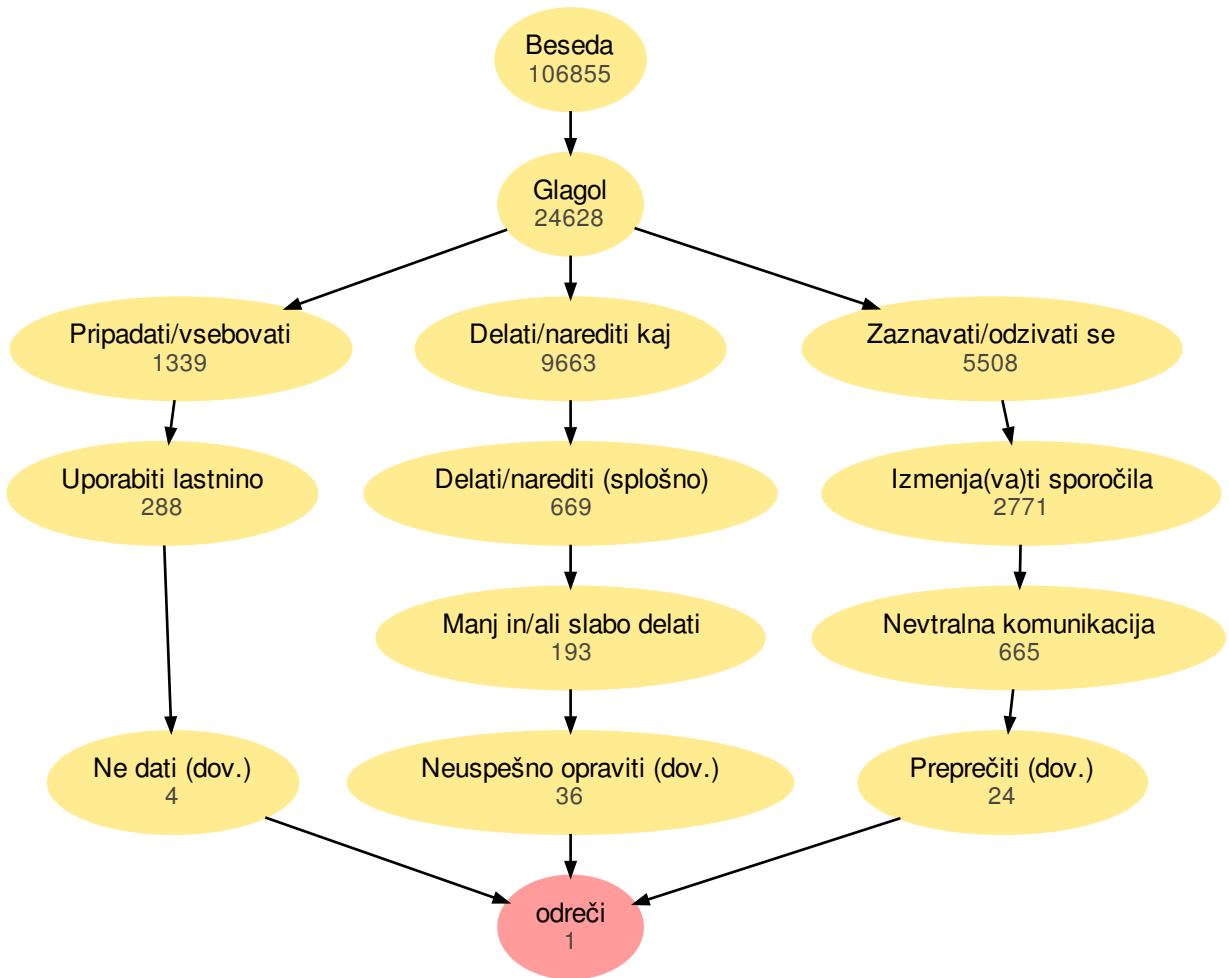 Beseda
106855
Glagol
24628
Pripadati/vsebovati
1339
Delati/narediti kaj
9663
Zaznavati/odzivati se
5508
Uporabiti lastnino
288
Delati/narediti (splošno)
669
Izmenja(va)ti sporočila
2771
Manj in/ali slabo delati
193
Nevtralna komunikacija
665
Ne dati (dov.)
4
Neuspešno opraviti (dov.)
36
Preprečiti (dov.)
24
odreči
1